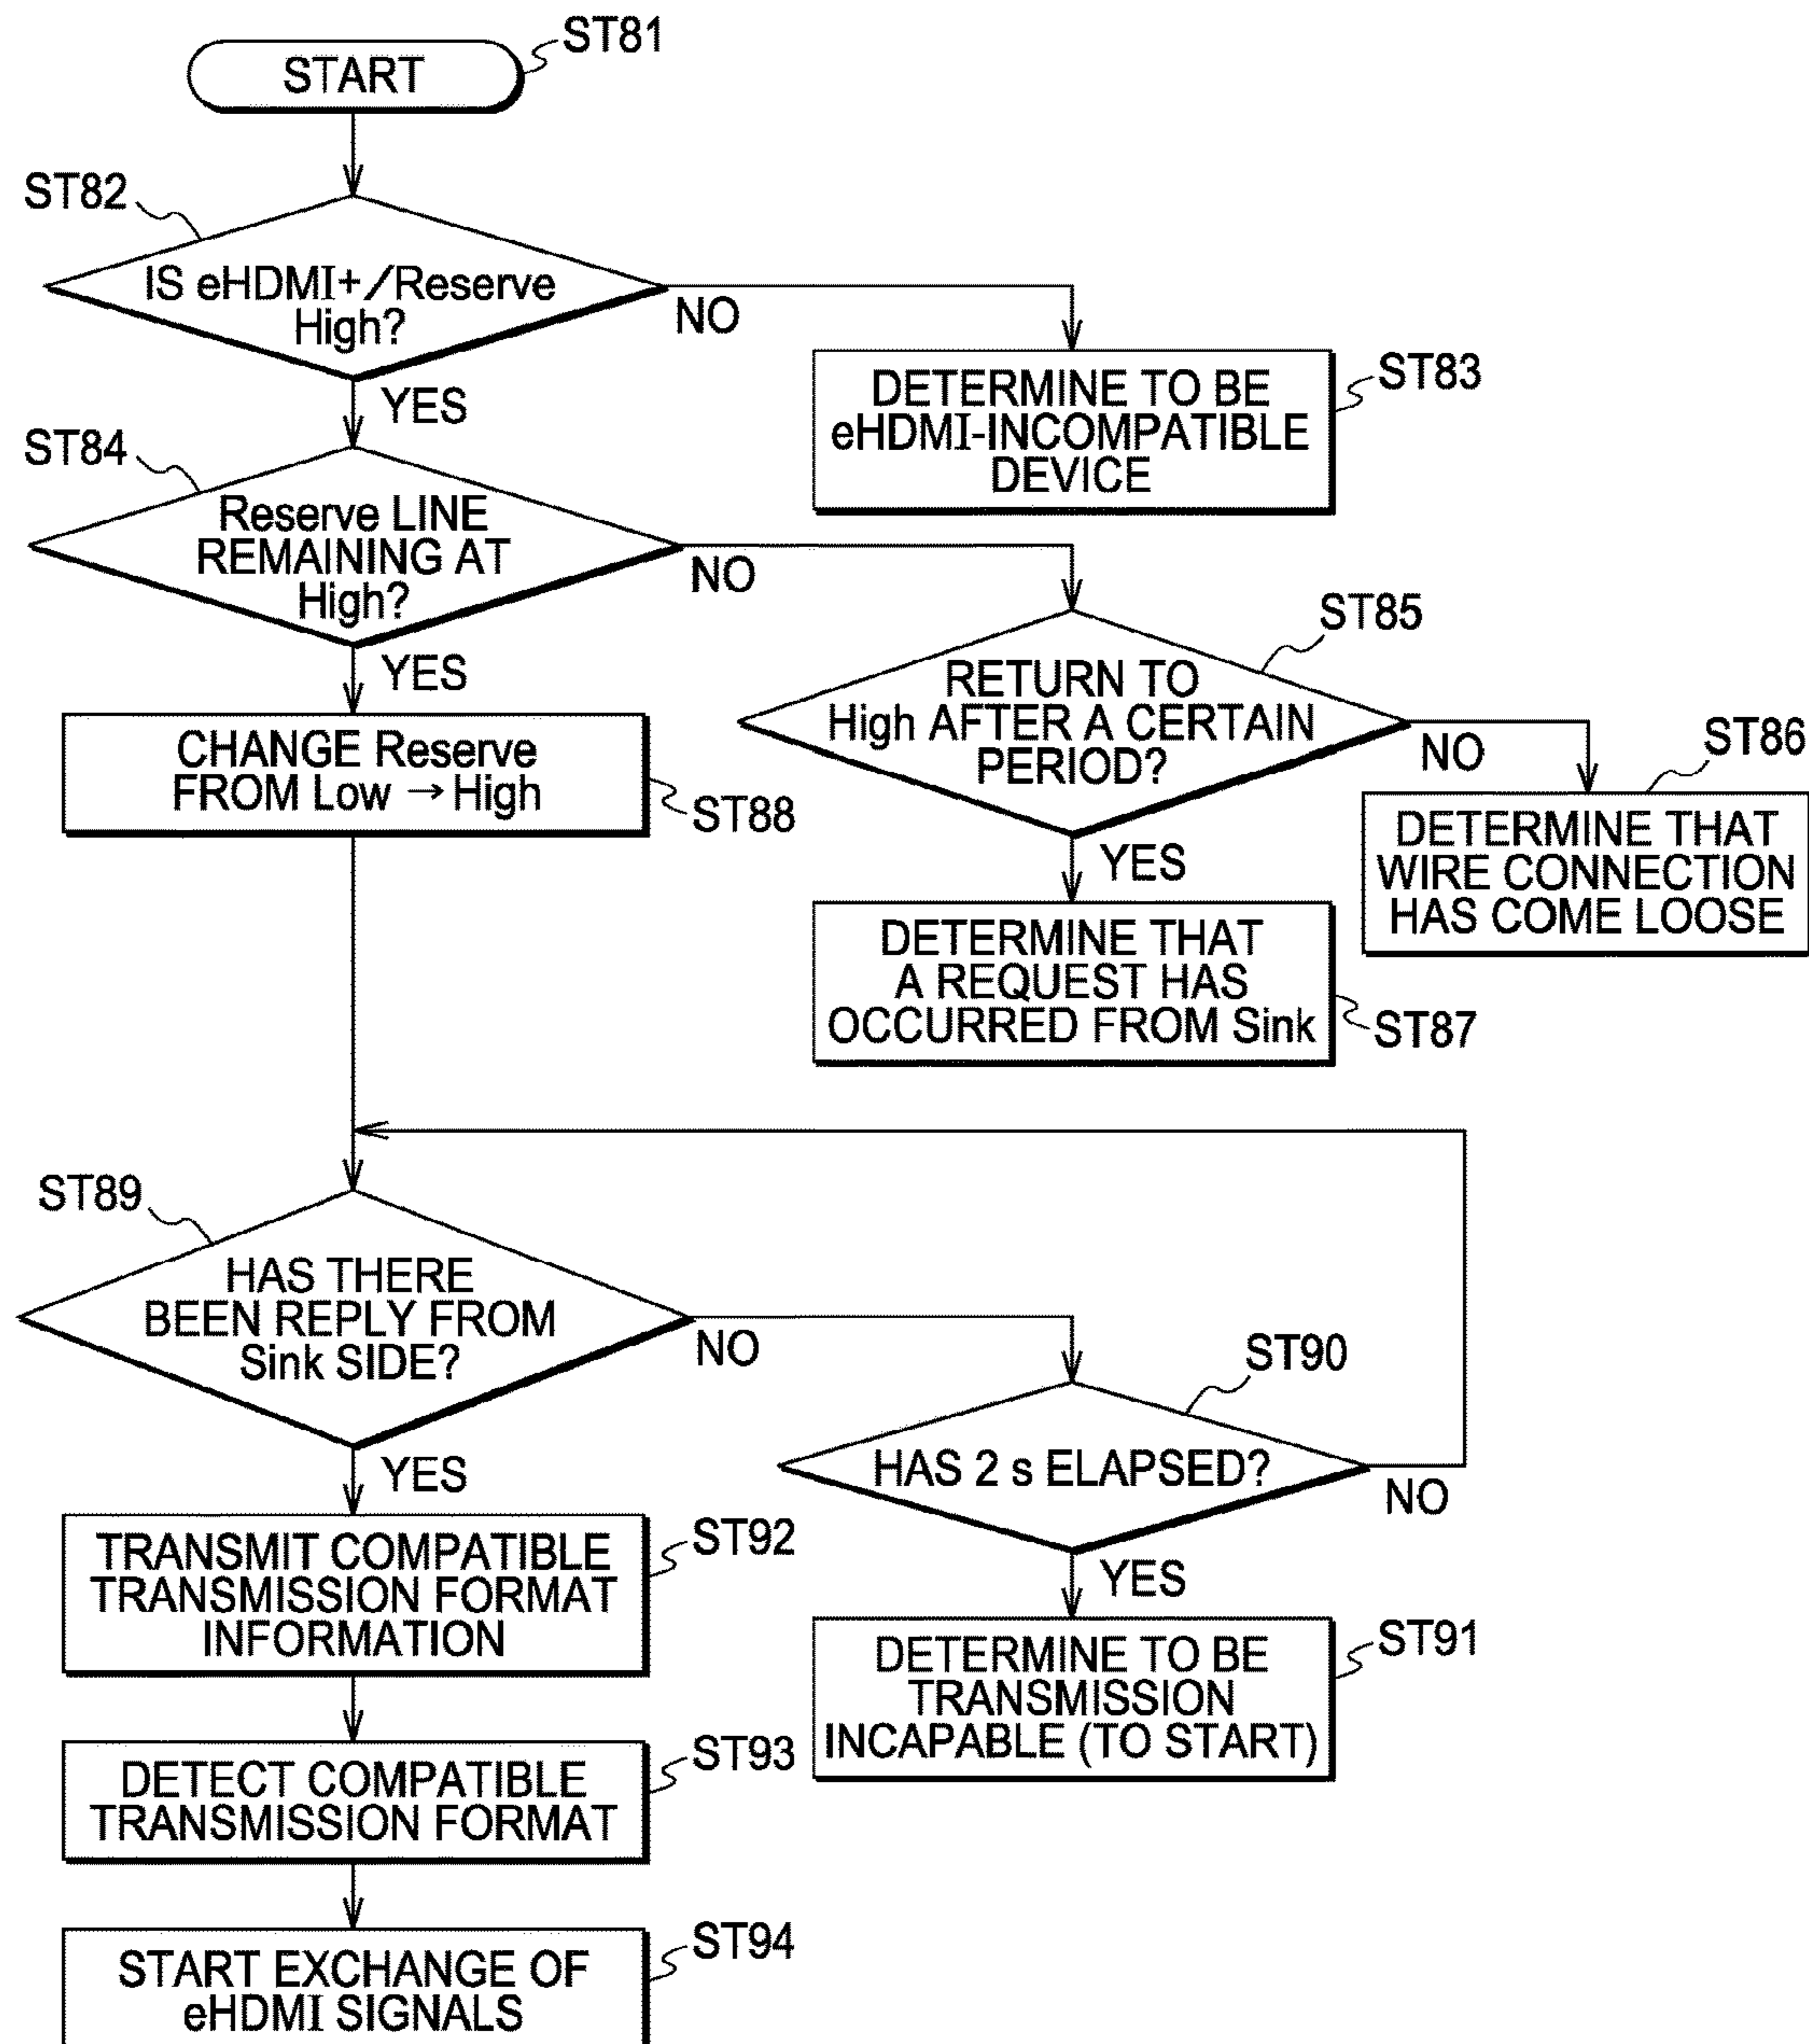 START
ST81
ST82
IS eHDMI+/Reserve
High?
NO
YES
DETERMINE TO BE
eHDMI-INCOMPATIBLE
DEVICE
ST83
ST84
Reserve LINE
REMAINING AT
High?
NO
YES
ST85
RETURN TO
High AFTER A CERTAIN
PERIOD?
NO
YES
ST86
DETERMINE THAT
WIRE CONNECTION
HAS COME LOOSE
CHANGE Reserve
FROM Low → High
ST88
DETERMINE THAT
A REQUEST HAS
OCCURRED FROM Sink
ST87
ST89
HAS THERE
BEEN REPLY FROM
Sink SIDE?
NO
YES
ST90
HAS 2 s ELAPSED?
NO
YES
TRANSMIT COMPATIBLE
TRANSMISSION FORMAT
INFORMATION
ST92
DETERMINE TO BE
TRANSMISSION
INCAPABLE (TO START)
ST91
DETECT COMPATIBLE
TRANSMISSION FORMAT
ST93
START EXCHANGE OF
eHDMI SIGNALS
ST94